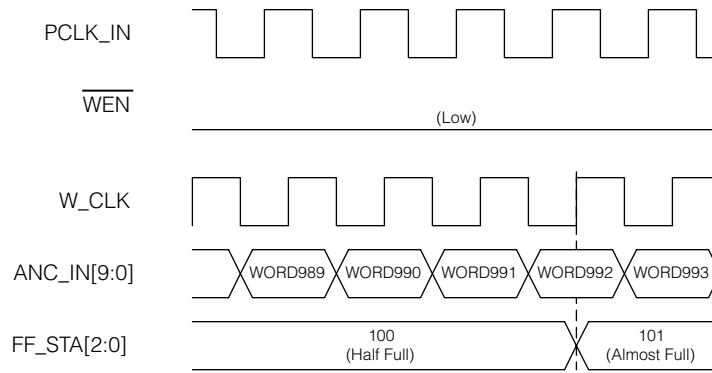 PCLK_IN
WEN
(Low)
W_CLK
ANC_IN[9:0]
WORD989 WORD990 WORD991 WORD992 WORD993
FF_STA[2:0]
100
(Half Full)
101
(Almost Full)